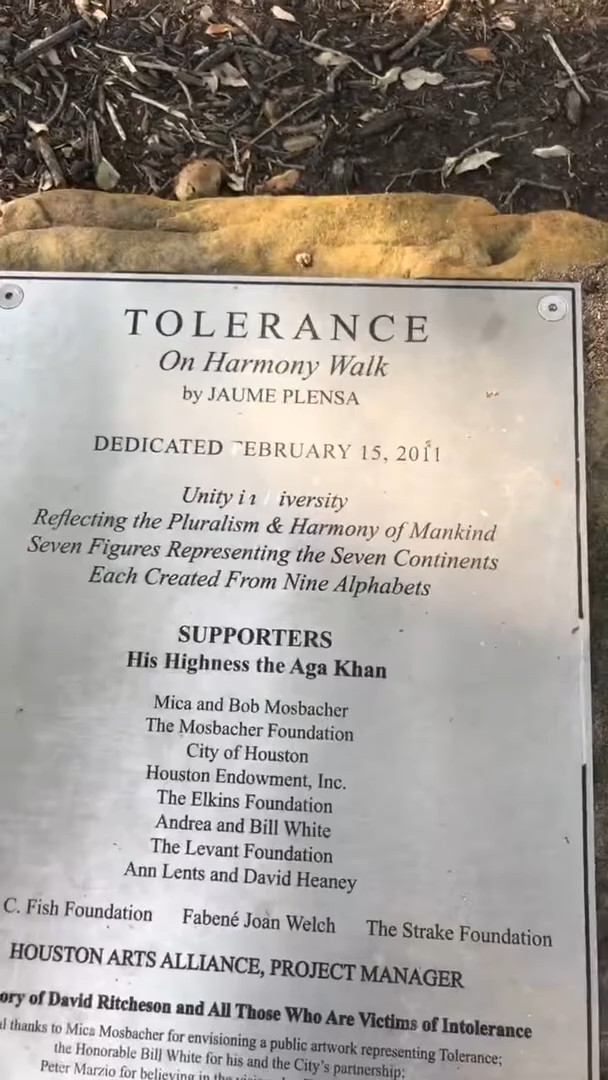 TOLERANCE
On Harmony Walk
by JAUME PLENSA
DEDICATED FEBRUARY 15, 2011
Unity in Diversity
Reflecting the Pluralism & Harmony of Mankind
Seven Figures Representing the Seven Continents
Each Created From Nine Alphabets
SUPPORTERS
His Highness the Aga Khan
Mica and Bob Mosbacher
The Mosbacher Foundation
City of Houston
Houston Endowment, Inc.
The Elkins Foundation
Andrea and Bill White
The Levant Foundation
Ann Lents and David Heaney
C. Fish Foundation Fabené Joan Welch The Strake Foundation
HOUSTON ARTS ALLIANCE, PROJECT MANAGER
of David Ritcheson and All Those Who Are Victims of Intolerance
thanks to Mica Mosbacher for envisioning a public artwork representing Tolerance;
the Honorable Bill White for his and the City's partnership;
Peter Marzio for believing in the